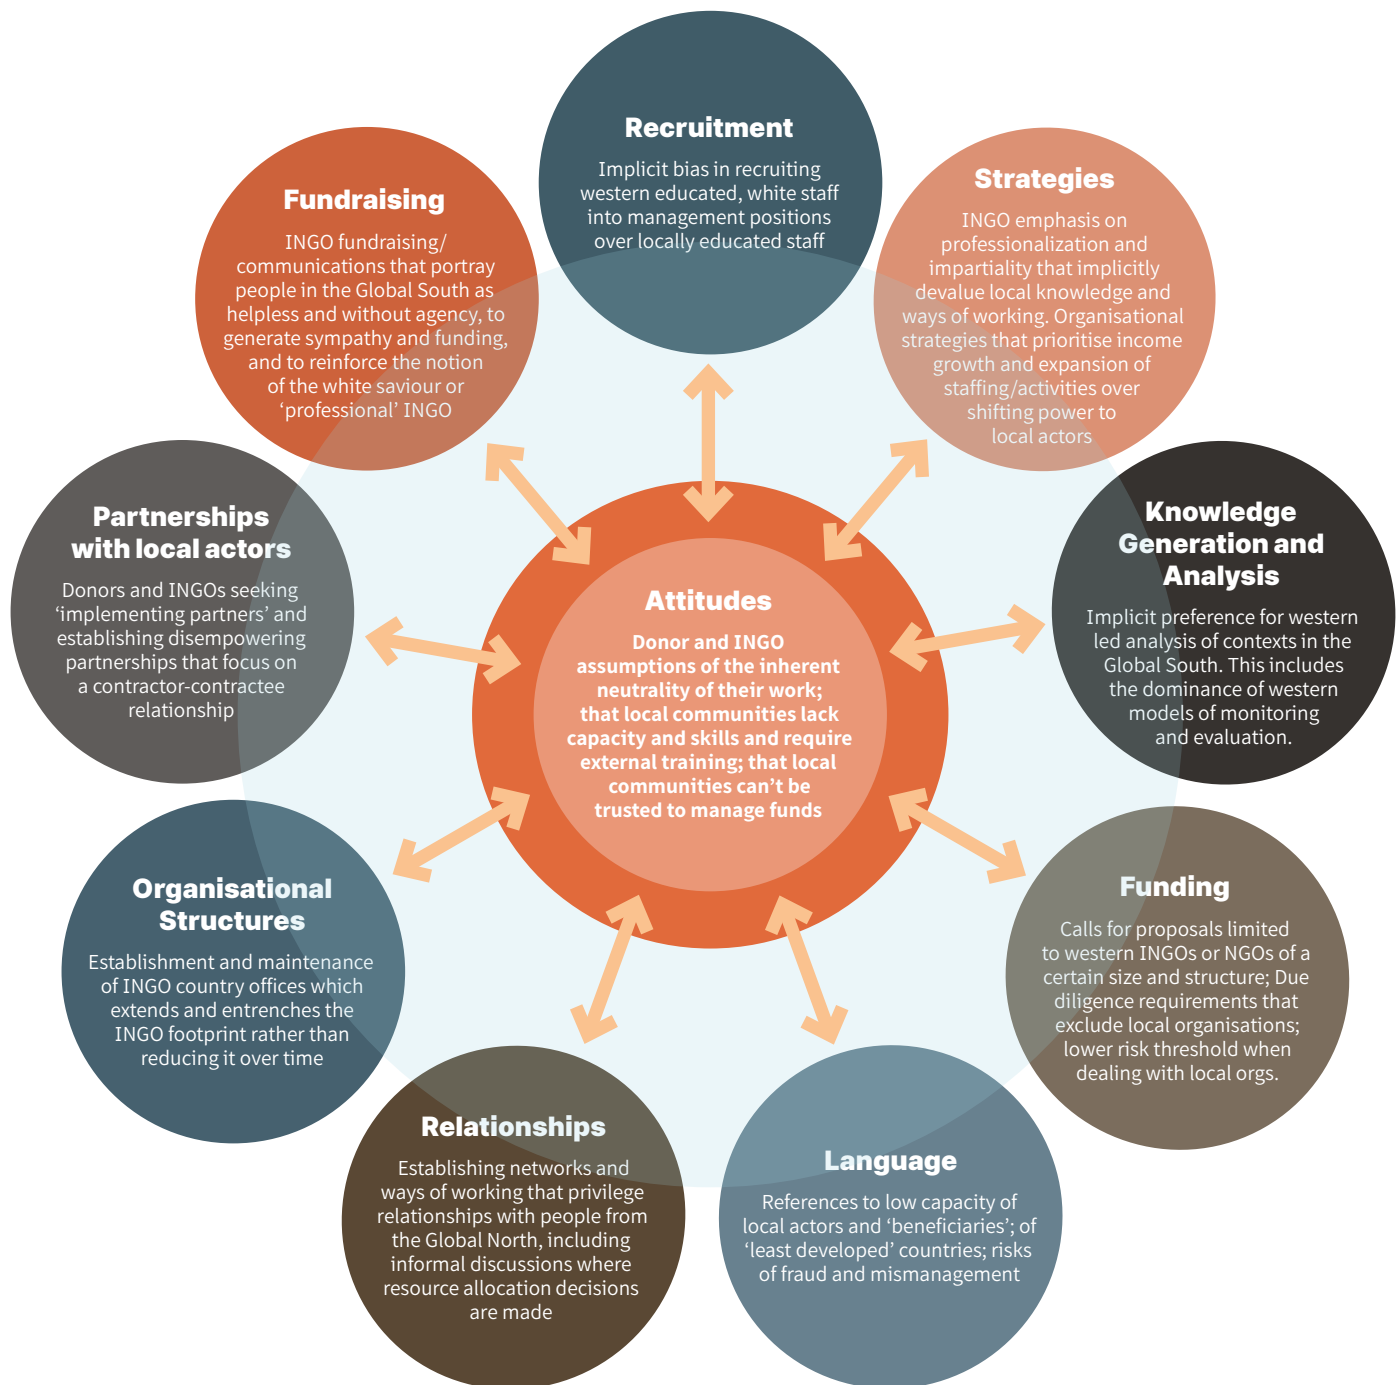 Recruitment
Implicit bias in recruiting
western educated, white staff
into management positions
over locally educated staff
Strategies
INGO emphasis on
professionalization and
impartiality that implicitly
devalue local knowledge and
ways of working. Organisational
strategies that prioritise income
growth and expansion of
staffing/activities over
shifting power to
local actors
Knowledge
Generation and
Analysis
Implicit preference for western
led analysis of contexts in the
Global South. This includes
the dominance of western
models of monitoring
and evaluation.
Funding
Calls for proposals limited
to western INGOs or NGOs of a
certain size and structure; Due
diligence requirements that
exclude local organisations;
lower risk threshold when
dealing with local orgs.
Language
References to low capacity of
local actors and ‘beneficiaries’; of
‘least developed’ countries; risks
of fraud and mismanagement
Relationships
Establishing networks and
ways of working that privilege
relationships with people from
the Global North, including
informal discussions where
resource allocation decisions
are made
Organisational
Structures
Establishment and maintenance
of INGO country offices which
extends and entrenches the
INGO footprint rather than
reducing it over time
Partnerships
with local actors
Donors and INGOs seeking
‘implementing partners’ and
establishing disempowering
partnerships that focus on
a contractor-contractee
relationship
Fundraising
INGO fundraising/
communications that portray
people in the Global South as
helpless and without agency, to
generate sympathy and funding,
and to reinforce the notion
of the white saviour or
‘professional’ INGO
Attitudes
Donor and INGO
assumptions of the inherent
neutrality of their work;
that local communities lack
capacity and skills and require
external training; that local
communities can’t be
trusted to manage funds